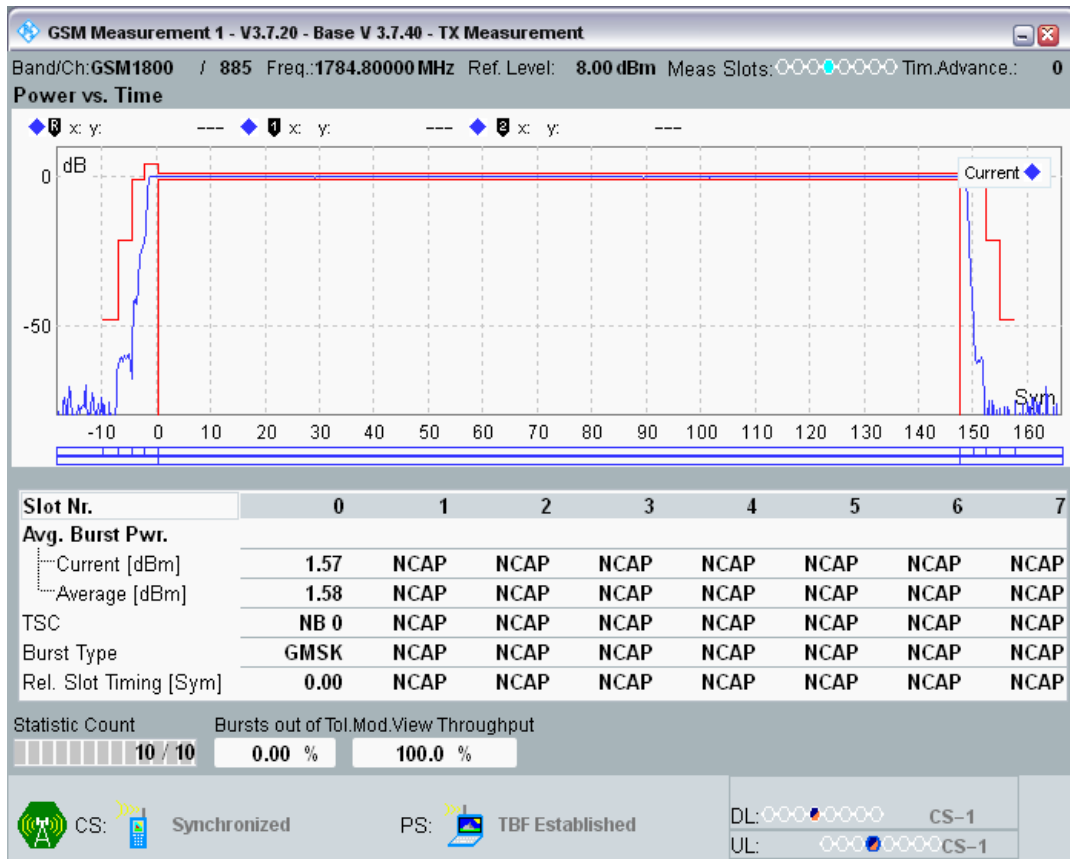 GSM Measurement 1 - V3.7.20 - Base V 3.7.40 - TX Measurement
Band/Ch:GSM1800 / 885 Freq.:1784.80000 MHz Ref. Level: 8.00 dBm Meas Slots: Tim.Advance.: 0
Power vs. Time
R x: y: --- 1 x: y: --- 2 x: y: ---
dB
Current
0
-50
Sym
-10 0 10 20 30 40 50 60 70 80 90 100 110 120 130 140 150 160
Slot Nr. 0 1 2 3 4 5 6 7
Avg. Burst Pwr.
Current [dBm] 1.57 NCAP NCAP NCAP NCAP NCAP NCAP NCAP
Average [dBm] 1.58 NCAP NCAP NCAP NCAP NCAP NCAP NCAP
TSC NB 0 NCAP NCAP NCAP NCAP NCAP NCAP NCAP
Burst Type GMSK NCAP NCAP NCAP NCAP NCAP NCAP NCAP
Rel. Slot Timing [Sym] 0.00 NCAP NCAP NCAP NCAP NCAP NCAP NCAP
Statistic Count Bursts out of Tol. Mod.View Throughput
10 / 10 0.00 % 100.0 %
CS: Synchronized PS: TBF Established DL: CS-1
UL: CS-1